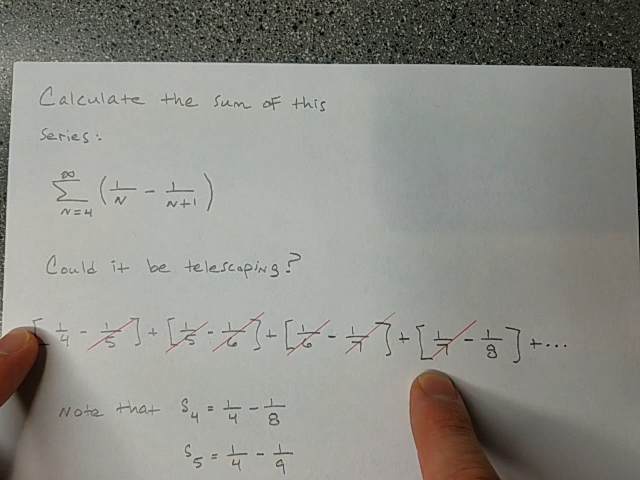 Calculate the sum of this
series:
∞
∑ (1/N - 1/N+1)
N=4
Could it be telescoping?
[1/4 - 1/5] + [1/5 - 1/6] + [1/6 - 1/7] + [1/7 - 1/8] + ...
Note that S₄ = 1/4 - 1/8
S₅ = 1/4 - 1/9